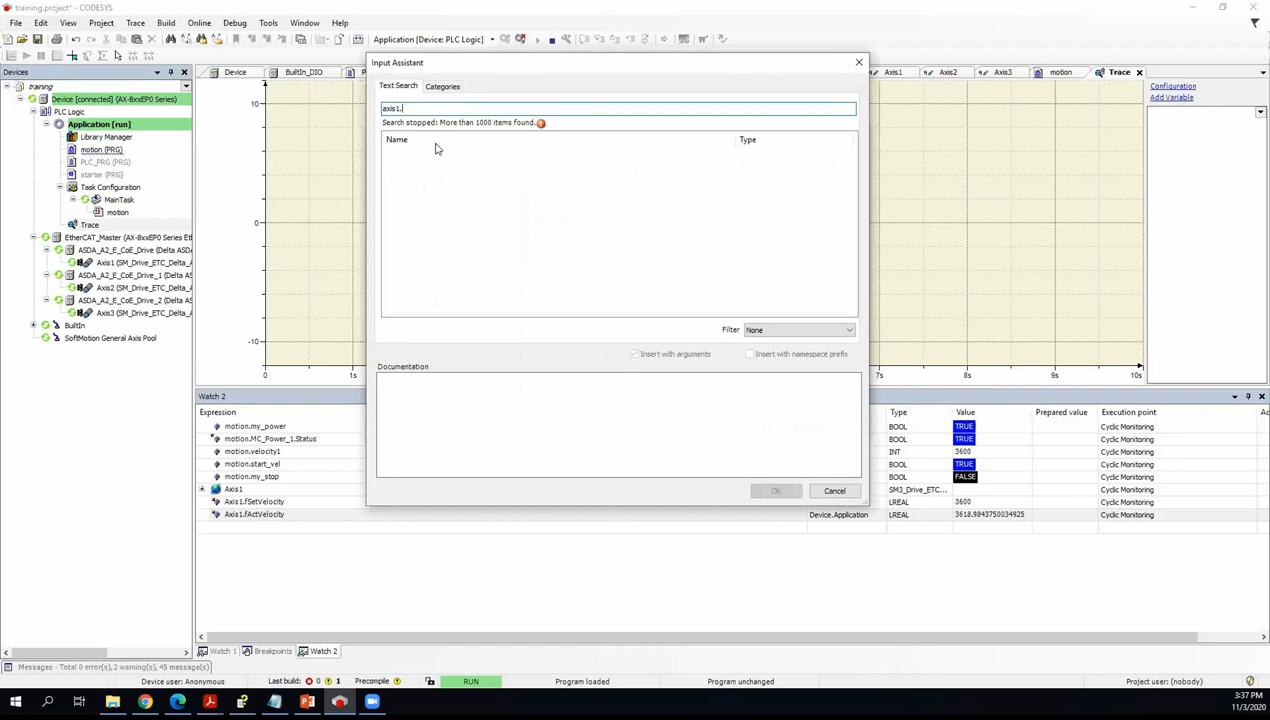 training.project* - CODESYS
File Edit View Project Trace Build Online Debug Tools Window Help
Application [Device: PLC Logic]
Devices
training
Device [connected] (AX-8xxEP0 Series)
PLC Logic
Application [run]
Library Manager
motion (PRG)
PLC_PRG (PRG)
starter (PRG)
Task Configuration
MainTask
motion
Trace
EtherCAT_Master (AX-8xxEP0 Series Et
ASDA_A2_E_CoE_Drive (Delta AS
Axis1 (SM_Drive_ETC_Delta_A
ASDA_A2_E_CoE_Drive_1 (Delta A
Axis2 (SM_Drive_ETC_Delta_A
ASDA_A2_E_CoE_Drive_2 (Delta A
Axis3 (SM_Drive_ETC_Delta_A
BuiltIn
SoftMotion General Axis Pool
Device BuiltIn_DIO Axis1 Axis2 Axis3 motion Trace
Configuration
Add Variable
10
0
-10
0 1s 7s 8s 9s 10s
Input Assistant
Text Search Categories
axis1.
Search stopped: More than 1000 items found.
Name Type
Filter None
Insert with arguments Insert with namespace prefix
Documentation
OK Cancel
Watch 2
Expression Type Value Prepared value Execution point
motion.my_power BOOL TRUE Cyclic Monitoring
motion.MC_Power_1.Status BOOL TRUE Cyclic Monitoring
motion.velocity1 INT 3600 Cyclic Monitoring
motion.start_vel BOOL TRUE Cyclic Monitoring
motion.my_stop BOOL FALSE Cyclic Monitoring
Axis1 SM3_Drive_ETC... Cyclic Monitoring
Axis1.fSetVelocity LREAL 3600 Cyclic Monitoring
Axis1.fActVelocity Device.Application LREAL 3618.9843750034925 Cyclic Monitoring
Watch 1 Breakpoints Watch 2
Messages - Total 0 error(s), 2 warning(s), 45 message(s)
Device user: Anonymous Last build: 0 1 Precompile RUN Program loaded Program unchanged Project user: (nobody)
3:37 PM
11/3/2020